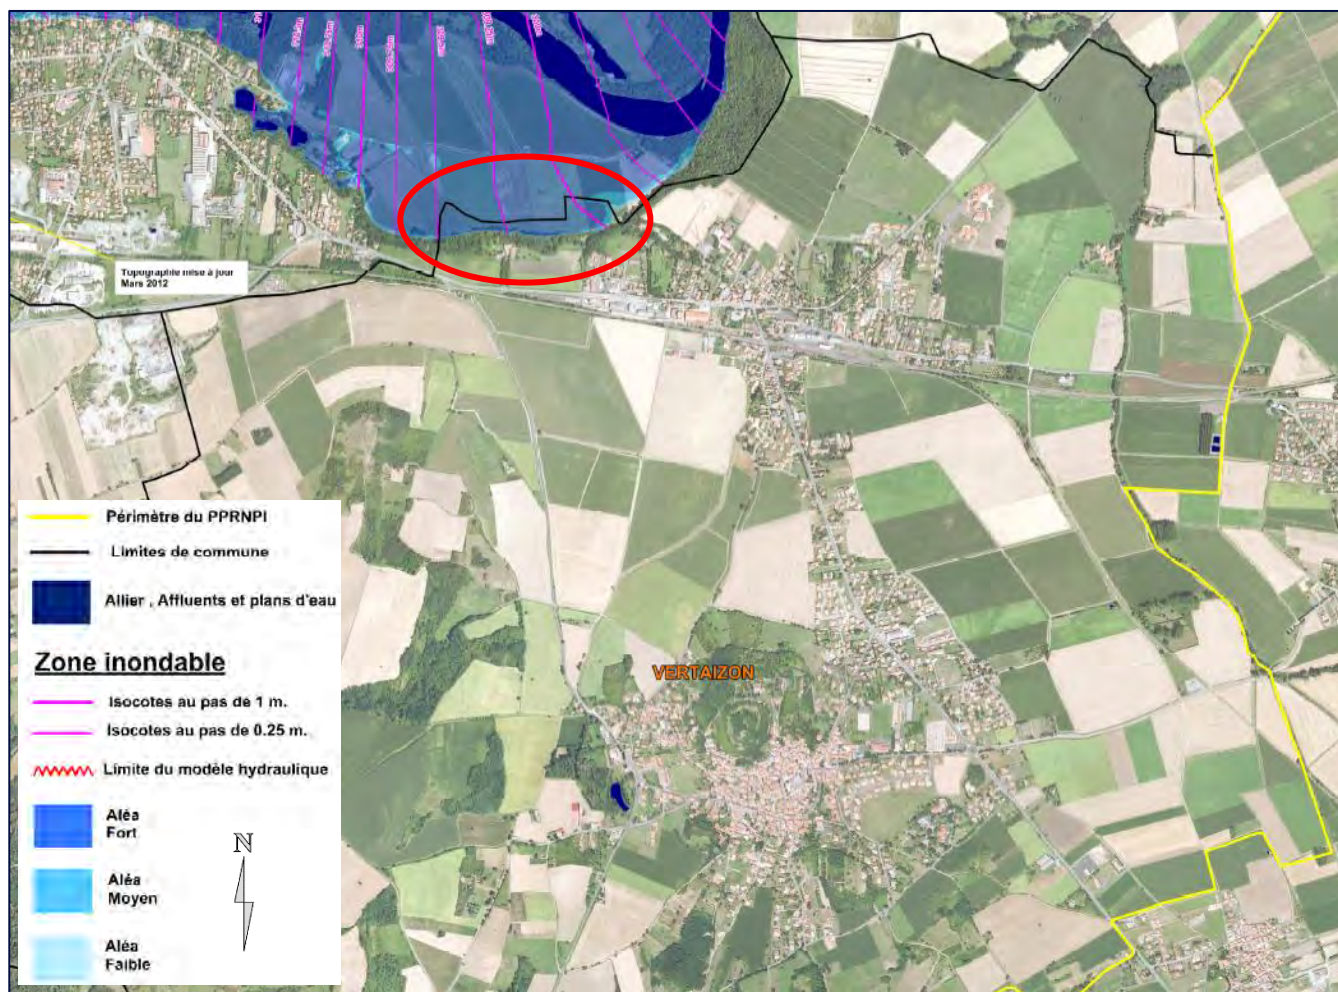 Topographie mise à jour
Mars 2012
VERTAIZON
Périmètre du PPRNPI
Limites de commune
Allier , Affluents et plans d'eau
Zone inondable
Isocotes au pas de 1 m.
Isocotes au pas de 0.25 m.
Limite du modèle hydraulique
Aléa
Fort
Aléa
Moyen
Aléa
Faible
N